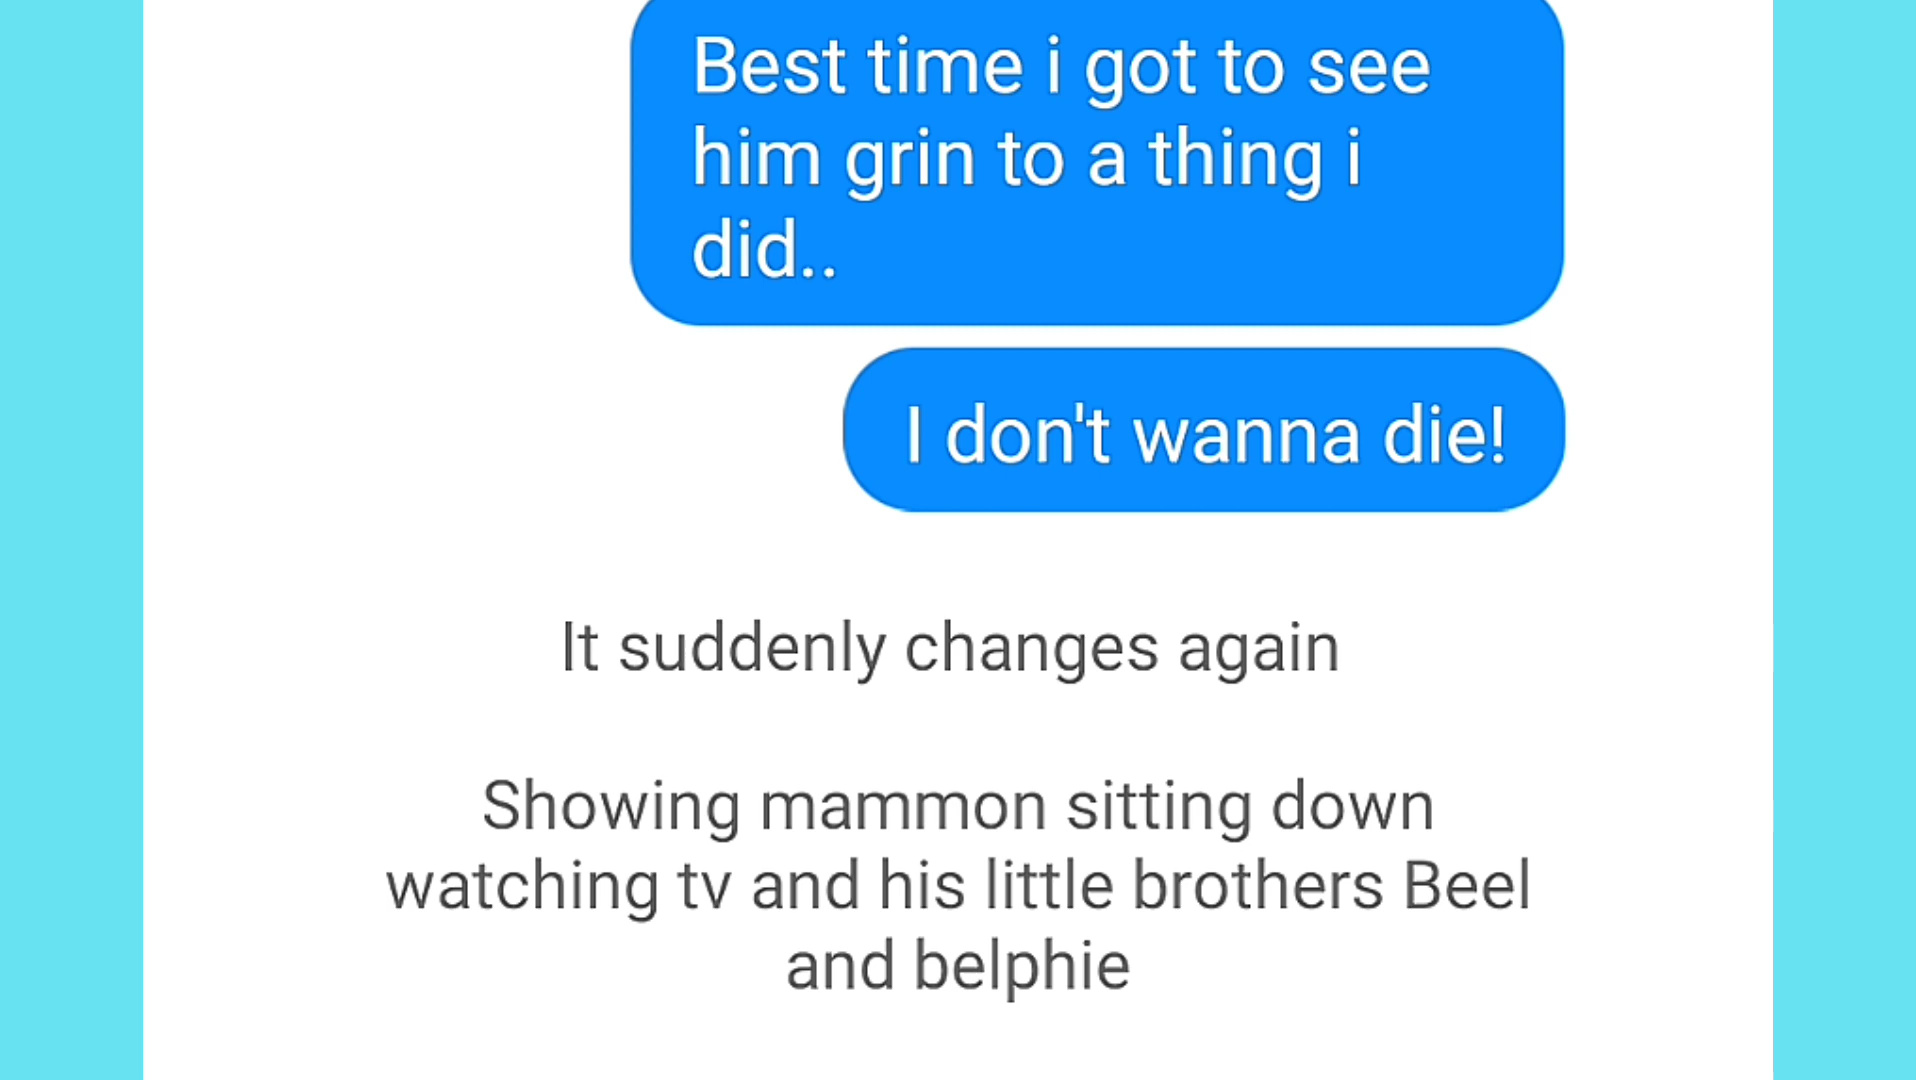 Best time i got to see
him grin to a thing i
did..
I don't wanna die!
It suddenly changes again
Showing mammon sitting down
watching tv and his little brothers Beel
and belphie